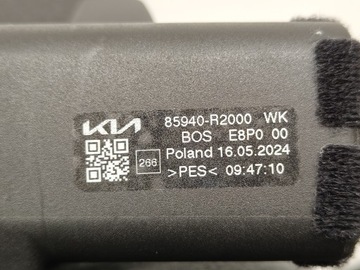 KIA 85940-R2000 WK
BOS E8P0 00
Poland 16.05.2024
266 >PES< 09:47:10